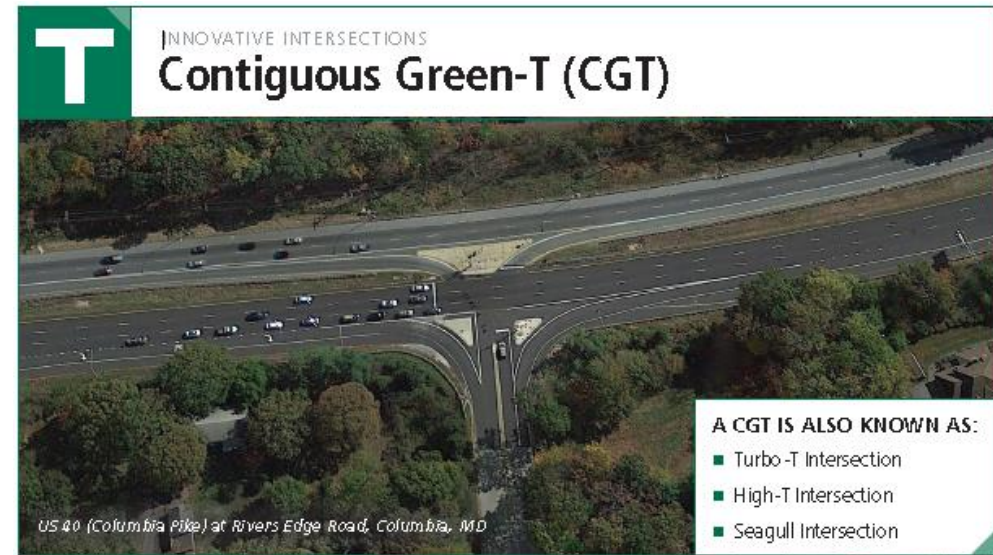 T
INNOVATIVE INTERSECTIONS
Contiguous Green-T (CGT)
A CGT IS ALSO KNOWN AS:
Turbo-T Intersection
High-T Intersection
Seagull Intersection
US 40 (Columbia Pike) at Rivers Edge Road, Columbia, MD